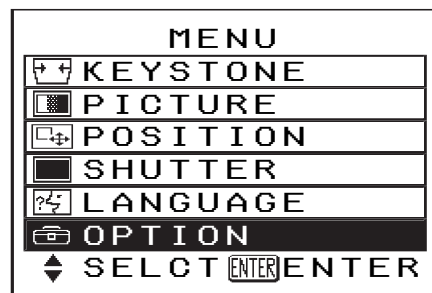 MENU
KEYSTONE
PICTURE
POSITION
SHUTTER
LANGUAGE
OPTION
SELCT ENTER ENTER